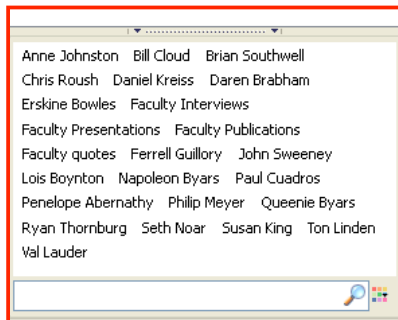 Anne Johnston Bill Cloud Brian Southwell
Chris Roush Daniel Kreiss Daren Brabham
Erskine Bowles Faculty Interviews
Faculty Presentations Faculty Publications
Faculty quotes Ferrell Guillory John Sweeney
Lois Boynton Napoleon Byars Paul Cuadros
Penelope Abernathy Philip Meyer Queenie Byars
Ryan Thornburg Seth Noar Susan King Ton Linden
Val Lauder